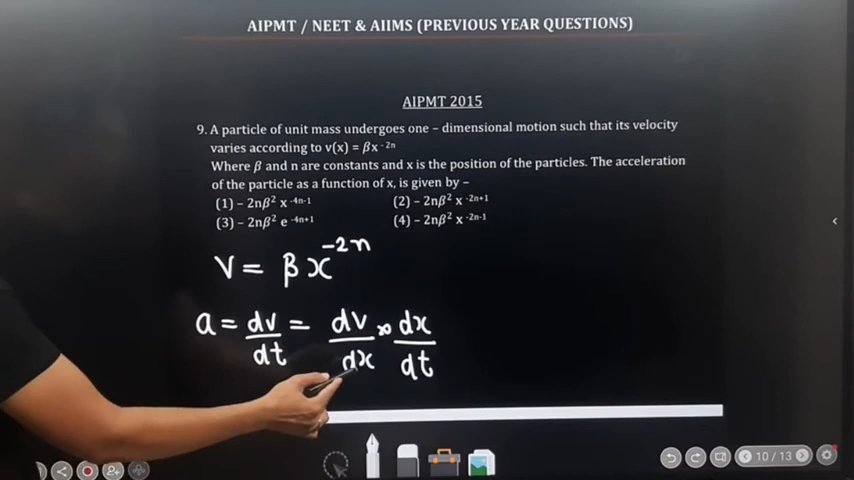 AIPMT / NEET & AIIMS (PREVIOUS YEAR QUESTIONS)
AIPMT 2015
9. A particle of unit mass undergoes one – dimensional motion such that its velocity
varies according to v(x) = βx⁻²ⁿ
Where β and n are constants and x is the position of the particles. The acceleration
of the particle as a function of x, is given by –
(1) – 2nβ² x⁻⁴ⁿ⁻¹ (2) – 2nβ² x⁻²ⁿ⁺¹
(3) – 2nβ² e⁻⁴ⁿ⁺¹ (4) – 2nβ² x⁻²ⁿ⁻¹
V = βx⁻²ⁿ
a = dv/dt = dv/dx × dx/dt
10 / 13